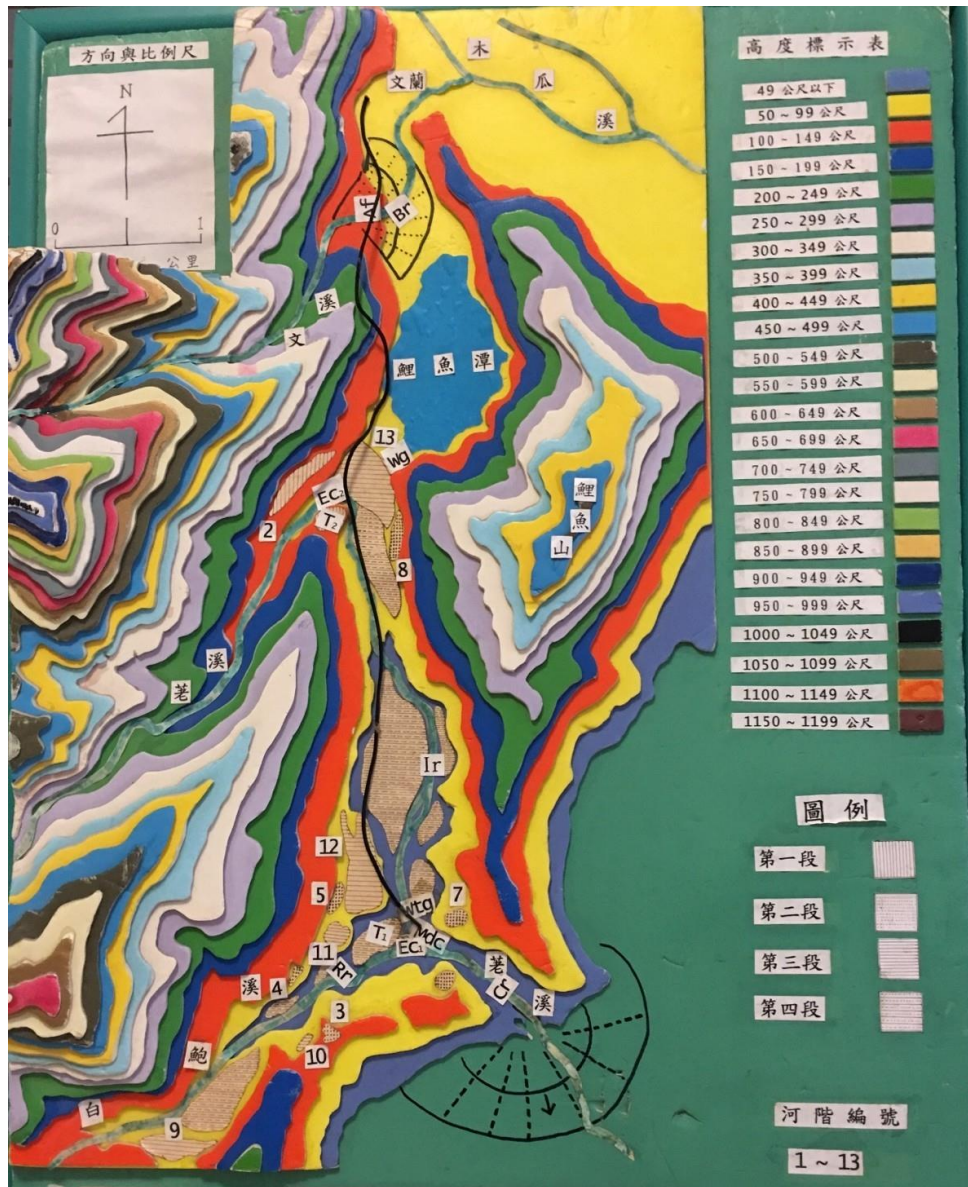 方向與比例尺
N
0 1
公里
木
瓜
溪
文蘭
Af
Br
溪
文
鯉魚潭
13
Wg
EC2
T2
2
8
鯉
魚
山
溪
荖
Ir
12
5
7
Wtg
T1
Mdc
EC1
11
Rr
溪
4
荖
Cr
溪
3
10
鮑
白
9
高度標示表
49 公尺以下
50 ~ 99 公尺
100 ~ 149 公尺
150 ~ 199 公尺
200 ~ 249 公尺
250 ~ 299 公尺
300 ~ 349 公尺
350 ~ 399 公尺
400 ~ 449 公尺
450 ~ 499 公尺
500 ~ 549 公尺
550 ~ 599 公尺
600 ~ 649 公尺
650 ~ 699 公尺
700 ~ 749 公尺
750 ~ 799 公尺
800 ~ 849 公尺
850 ~ 899 公尺
900 ~ 949 公尺
950 ~ 999 公尺
1000 ~ 1049 公尺
1050 ~ 1099 公尺
1100 ~ 1149 公尺
1150 ~ 1199 公尺
圖例
第一段
第二段
第三段
第四段
河階編號
1 ~ 13